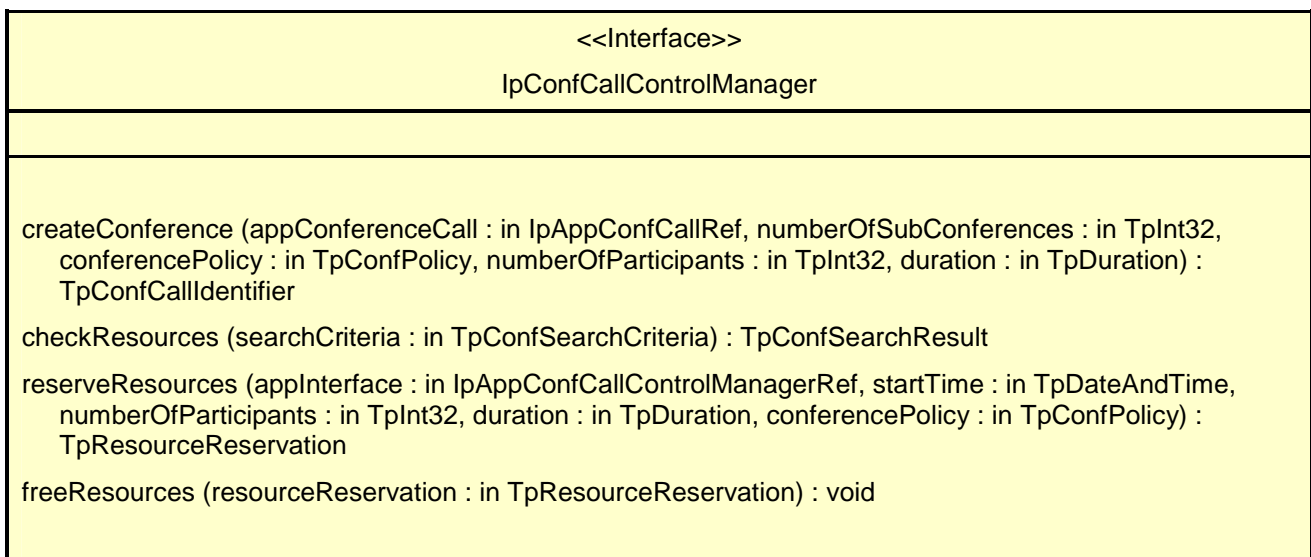 <<Interface>>
IpConfCallControlManager
createConference (appConferenceCall : in IpAppConfCallRef, numberOfSubConferences : in TpInt32,
conferencePolicy : in TpConfPolicy, numberOfParticipants : in TpInt32, duration : in TpDuration) :
TpConfCallIdentifier
checkResources (searchCriteria : in TpConfSearchCriteria) : TpConfSearchResult
reserveResources (appInterface : in IpAppConfCallControlManagerRef, startTime : in TpDateAndTime,
numberOfParticipants : in TpInt32, duration : in TpDuration, conferencePolicy : in TpConfPolicy) :
TpResourceReservation
freeResources (resourceReservation : in TpResourceReservation) : void